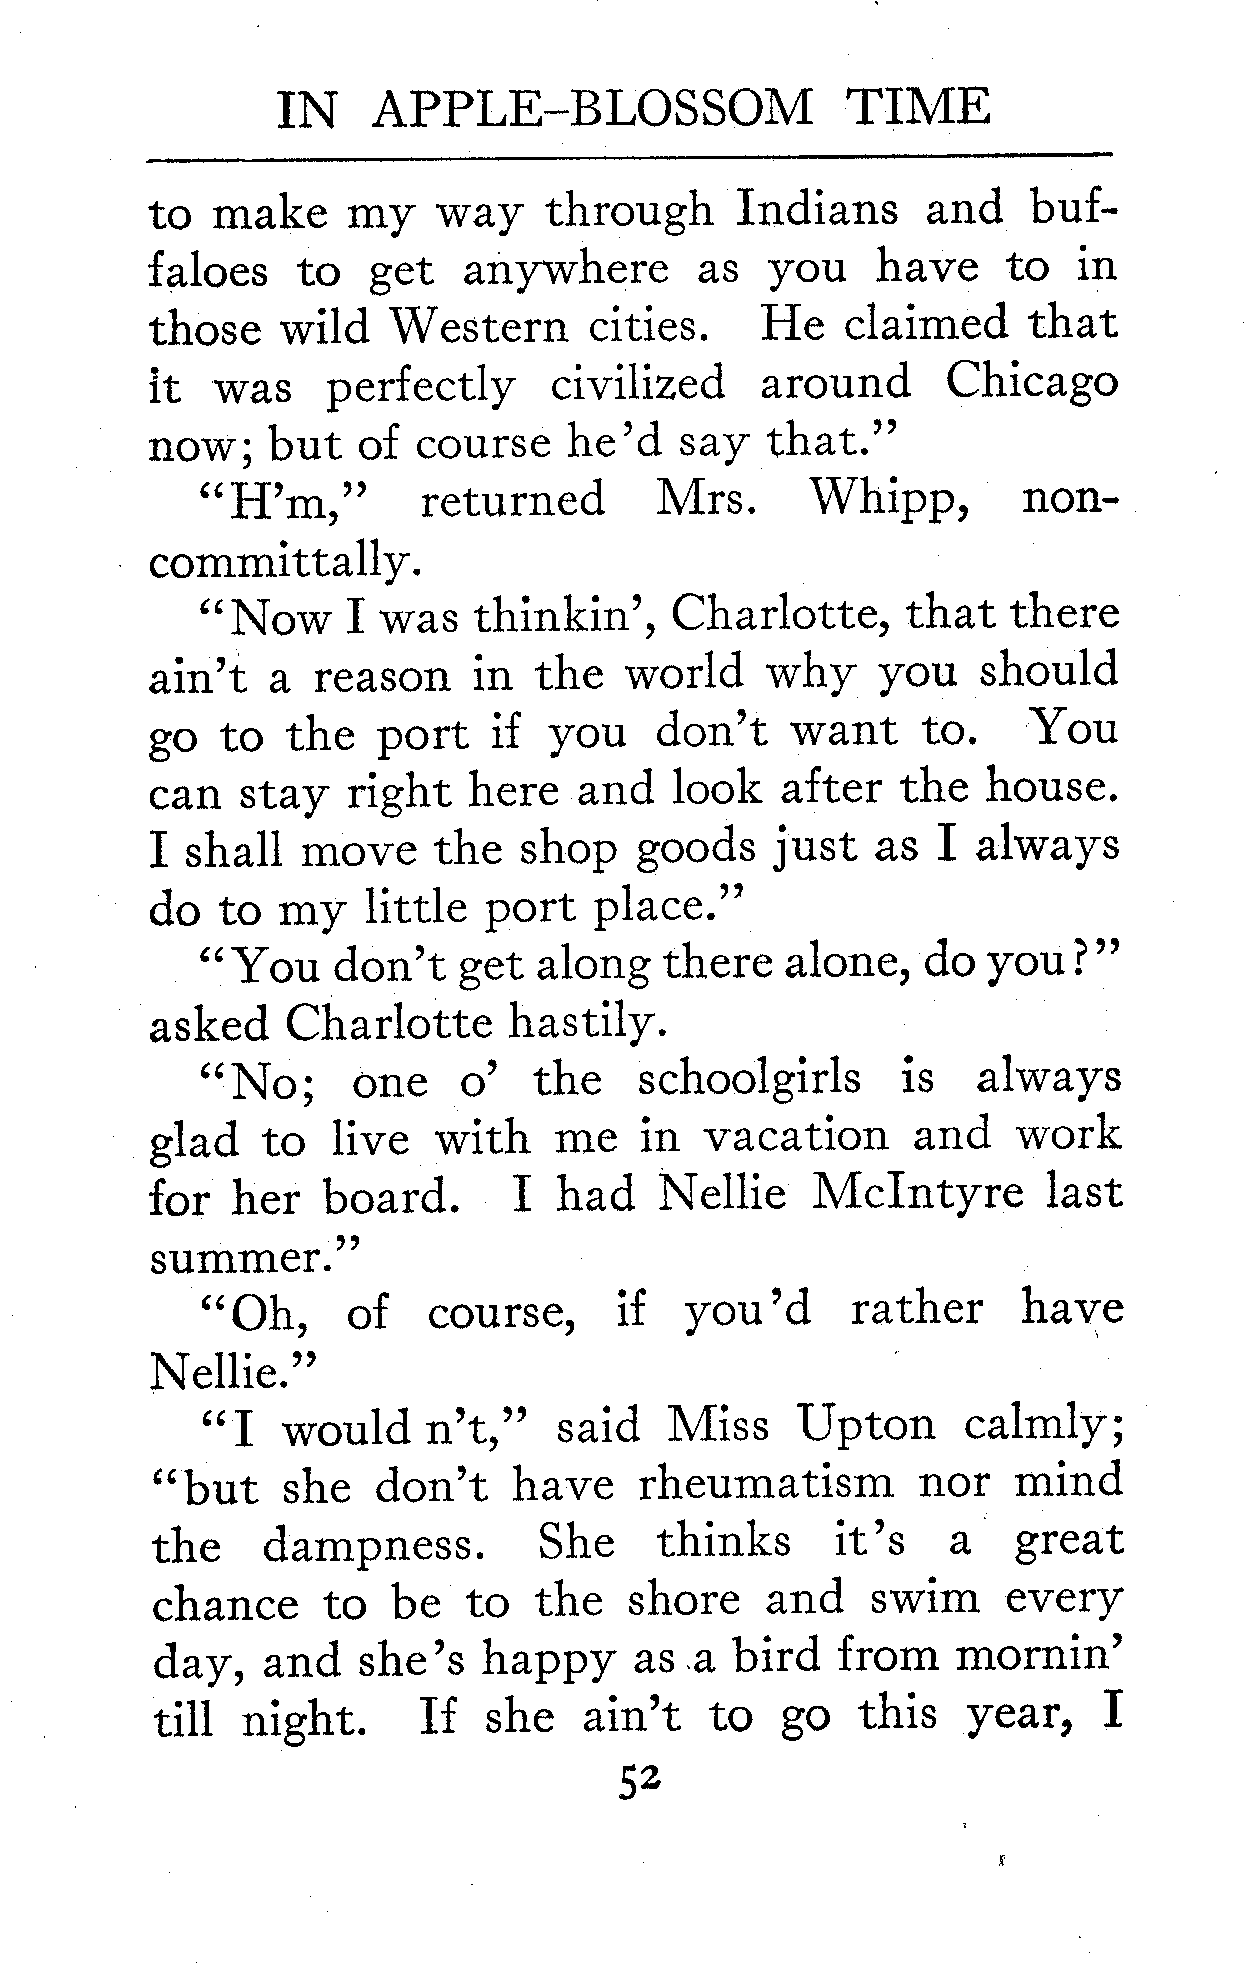 IN APPLE-BLOSSOM TIME
to make my way through Indians and buf-
faloes to get anywhere as you have to in
those wild Western cities. He claimed that
it was perfectly civilized around Chicago
now; but of course he'd say that."
"H'm," returned Mrs. Whipp, non-
committally.
"Now I was thinkin', Charlotte, that there
ain't a reason in the world why you should
go to the port if you don't want to. You
can stay right here and look after the house.
I shall move the shop goods just as I always
do to my little port place."
"You don't get along there alone, do you?"
asked Charlotte hastily.
"No; one o' the schoolgirls is always
glad to live with me in vacation and work
for her board. I had Nellie McIntyre last
summer."
"Oh, of course, if you'd rather have
Nellie."
"I would n't," said Miss Upton calmly;
"but she don't have rheumatism nor mind
the dampness. She thinks it's a great
chance to be to the shore and swim every
day, and she's happy as a bird from mornin'
till night. If she ain't to go this year, I
52